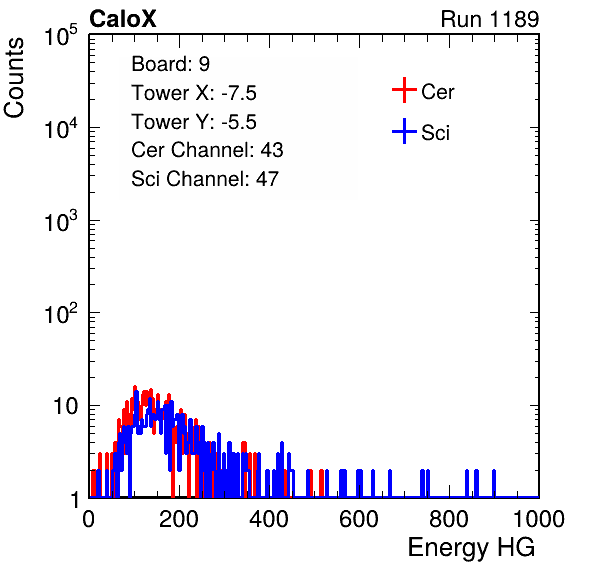 CaloX Run 1189
Counts
Board: 9
Tower X: -7.5
Tower Y: -5.5
Cer Channel: 43
Sci Channel: 47
Cer
Sci
10^5
10^4
10^3
10^2
10
1
0 200 400 600 800 1000
Energy HG